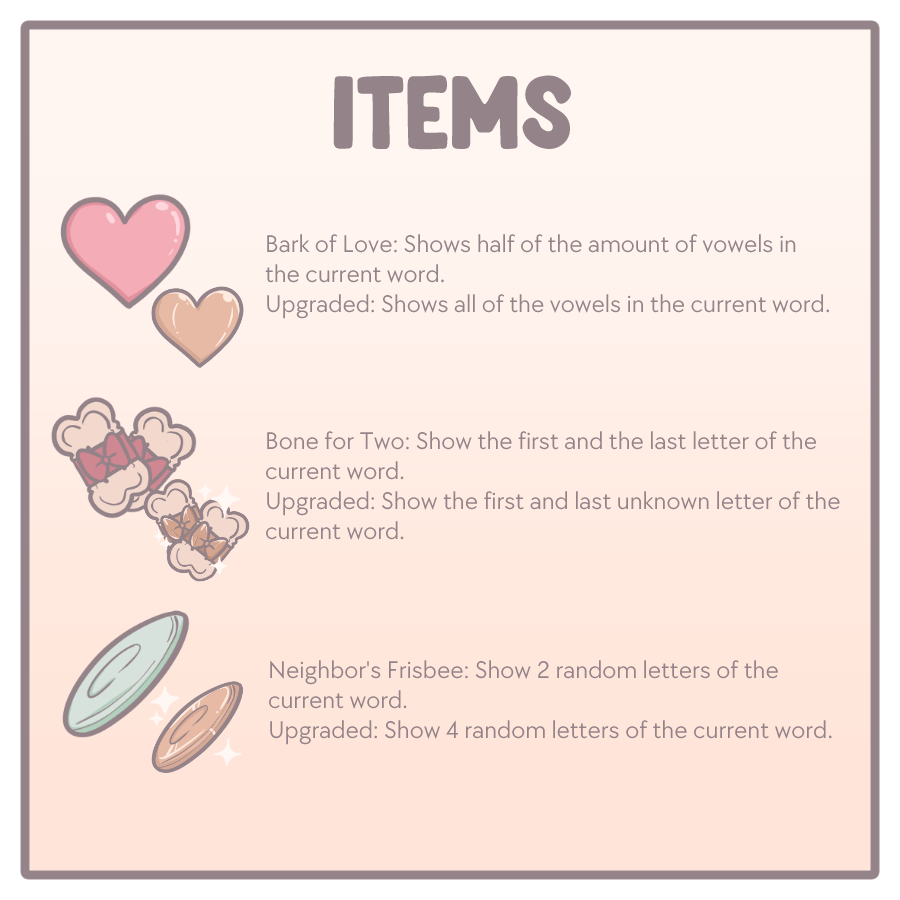 ITEMS
Bark of Love: Shows half of the amount of vowels in
the current word.
Upgraded: Shows all of the vowels in the current word.
Bone for Two: Show the first and the last letter of the
current word.
Upgraded: Show the first and last unknown letter of the
current word.
Neighbor's Frisbee: Show 2 random letters of the
current word.
Upgraded: Show 4 random letters of the current word.